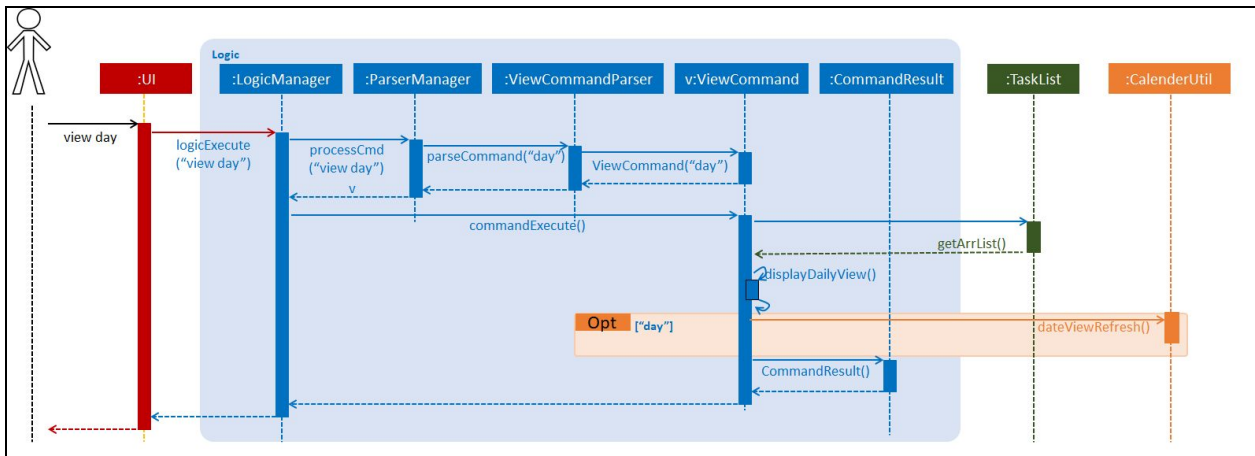 Logic
:UI
:LogicManager
:ParserManager
:ViewCommandParser
v:ViewCommand
:CommandResult
:TaskList
:CalenderUtil
view day
logicExecute
(“view day”)
processCmd
(“view day”)
v
parseCommand(“day”)
ViewCommand(“day”)
commandExecute()
getArrList()
displayDailyView()
Opt
[“day”]
dateViewRefresh()
CommandResult()